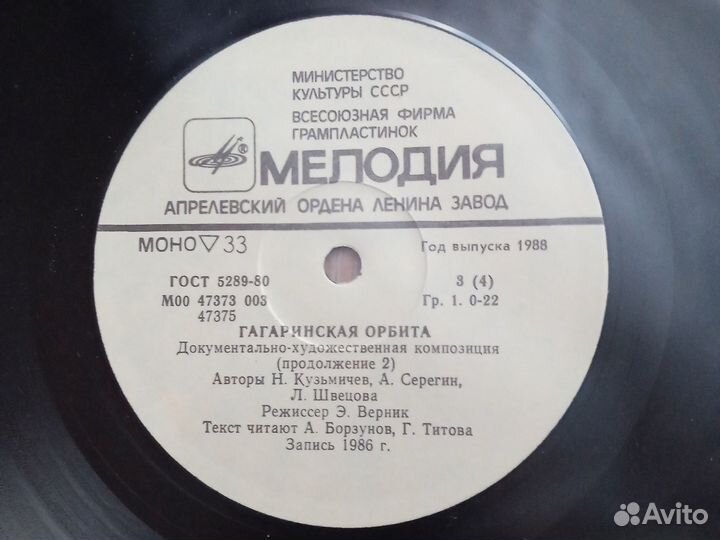 МИНИСТЕРСТВО
КУЛЬТУРЫ СССР
ВСЕСОЮЗНАЯ ФИРМА
ГРАМПЛАСТИНОК
® МЕЛОДИЯ
АПРЕЛЕВСКИЙ ОРДЕНА ЛЕНИНА ЗАВОД
МОНО ▽ 33 Год выпуска 1988
ГОСТ 5289-80 3 (4)
М00 47373 003 Гр. 1. 0-22
47375
ГАГАРИНСКАЯ ОРБИТА
Документально-художественная композиция
(продолжение 2)
Авторы Н. Кузьмичев, А. Серегин,
Л. Швецова
Режиссер Э. Верник
Текст читают А. Борзунов, Г. Титова
Запись 1986 г.
Avito